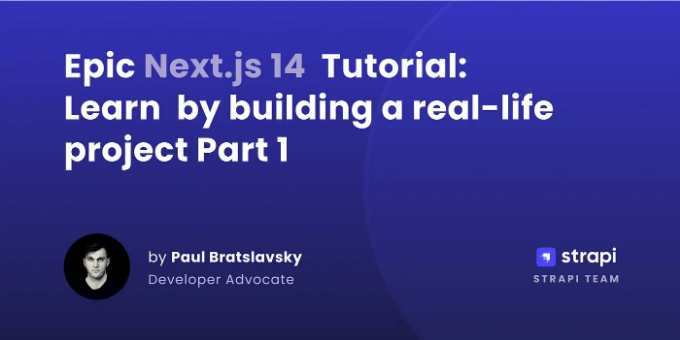 Epic Next.js 14 Tutorial:
Learn by building a real-life
project Part 1
by Paul Bratslavsky
Developer Advocate
strapi
STRAPI TEAM